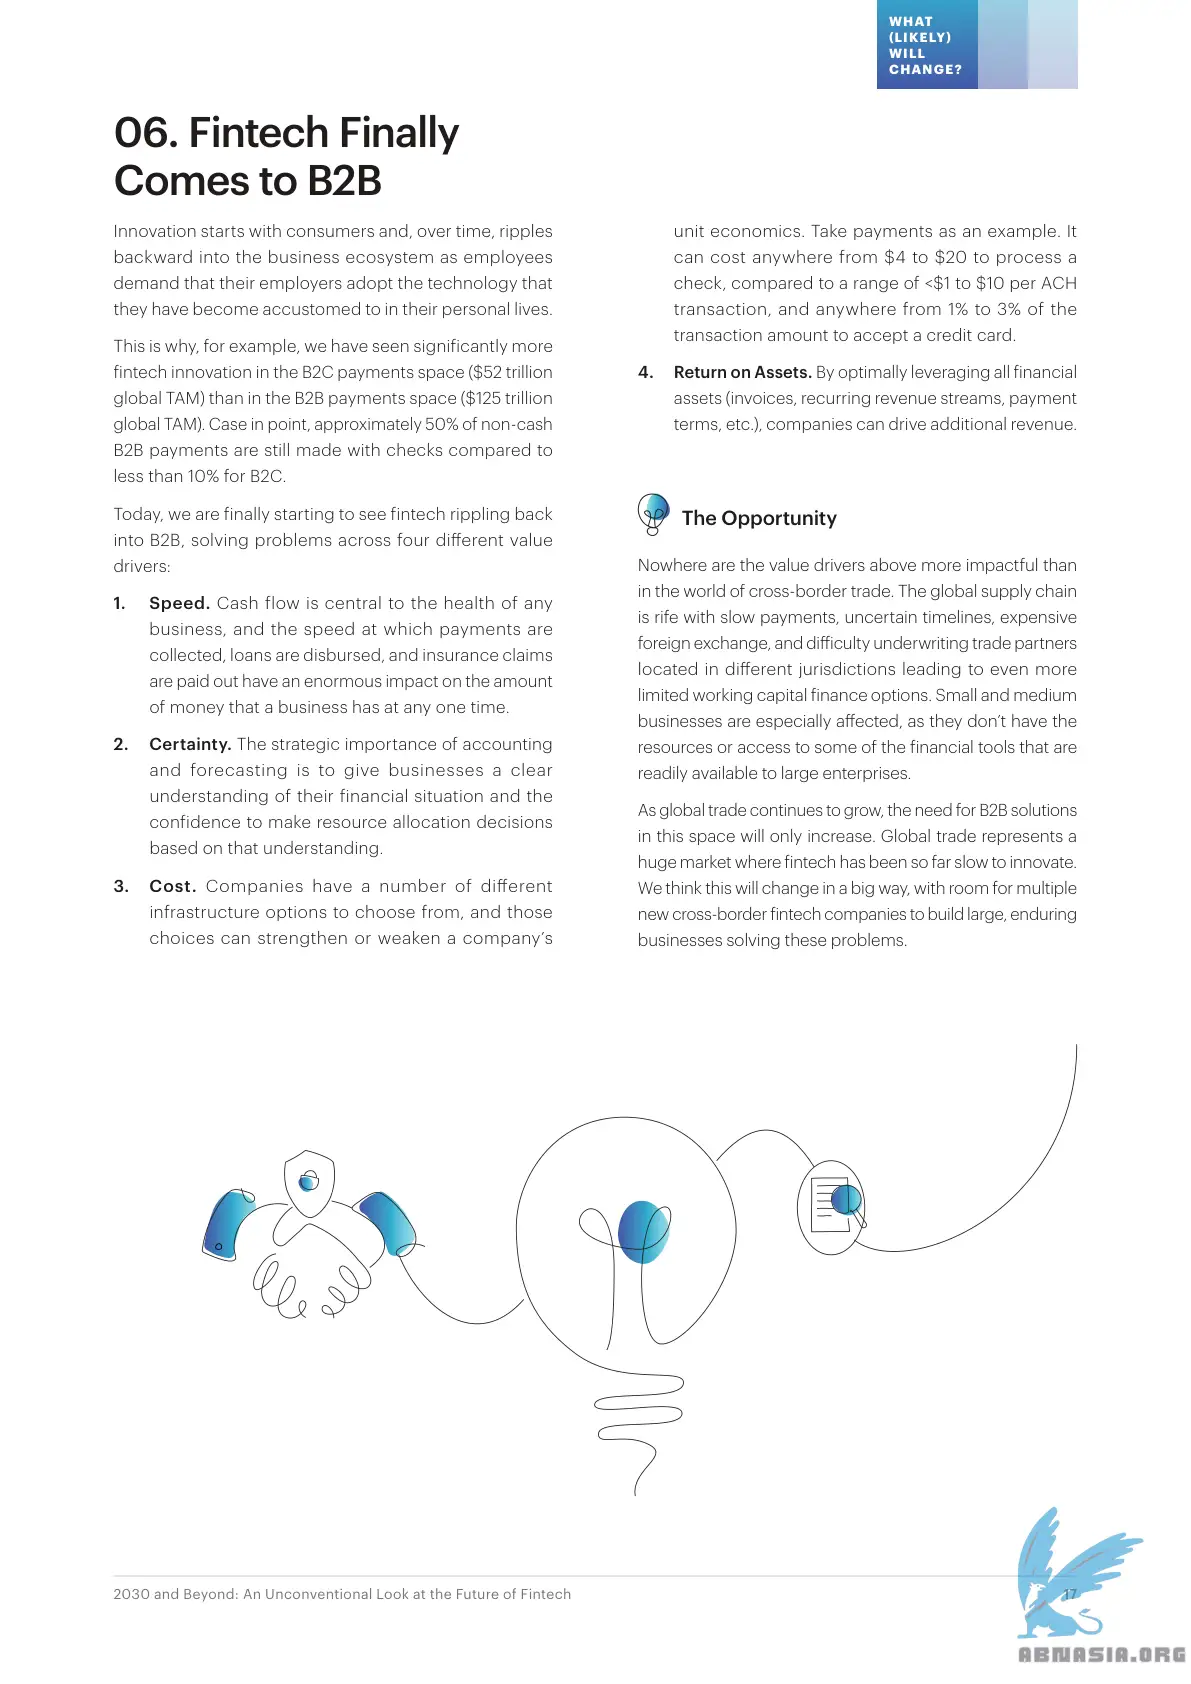 WHAT
(LIKELY)
WILL
CHANGE?
06. Fintech Finally
Comes to B2B
Innovation starts with consumers and, over time, ripples
backward into the business ecosystem as employees
demand that their employers adopt the technology that
they have become accustomed to in their personal lives.
This is why, for example, we have seen significantly more
fintech innovation in the B2C payments space ($52 trillion
global TAM) than in the B2B payments space ($125 trillion
global TAM). Case in point, approximately 50% of non-cash
B2B payments are still made with checks compared to
less than 10% for B2C.
Today, we are finally starting to see fintech rippling back
into B2B, solving problems across four different value
drivers:
1. Speed. Cash flow is central to the health of any
business, and the speed at which payments are
collected, loans are disbursed, and insurance claims
are paid out have an enormous impact on the amount
of money that a business has at any one time.
2. Certainty. The strategic importance of accounting
and forecasting is to give businesses a clear
understanding of their financial situation and the
confidence to make resource allocation decisions
based on that understanding.
3. Cost. Companies have a number of different
infrastructure options to choose from, and those
choices can strengthen or weaken a company's
unit economics. Take payments as an example. It
can cost anywhere from $4 to $20 to process a
check, compared to a range of <$1 to $10 per ACH
transaction, and anywhere from 1% to 3% of the
transaction amount to accept a credit card.
4. Return on Assets. By optimally leveraging all financial
assets (invoices, recurring revenue streams, payment
terms, etc.), companies can drive additional revenue.
The Opportunity
Nowhere are the value drivers above more impactful than
in the world of cross-border trade. The global supply chain
is rife with slow payments, uncertain timelines, expensive
foreign exchange, and difficulty underwriting trade partners
located in different jurisdictions leading to even more
limited working capital finance options. Small and medium
businesses are especially affected, as they don't have the
resources or access to some of the financial tools that are
readily available to large enterprises.
As global trade continues to grow, the need for B2B solutions
in this space will only increase. Global trade represents a
huge market where fintech has been so far slow to innovate.
We think this will change in a big way, with room for multiple
new cross-border fintech companies to build large, enduring
businesses solving these problems.
2030 and Beyond: An Unconventional Look at the Future of Fintech
17
ABNASIA.ORG